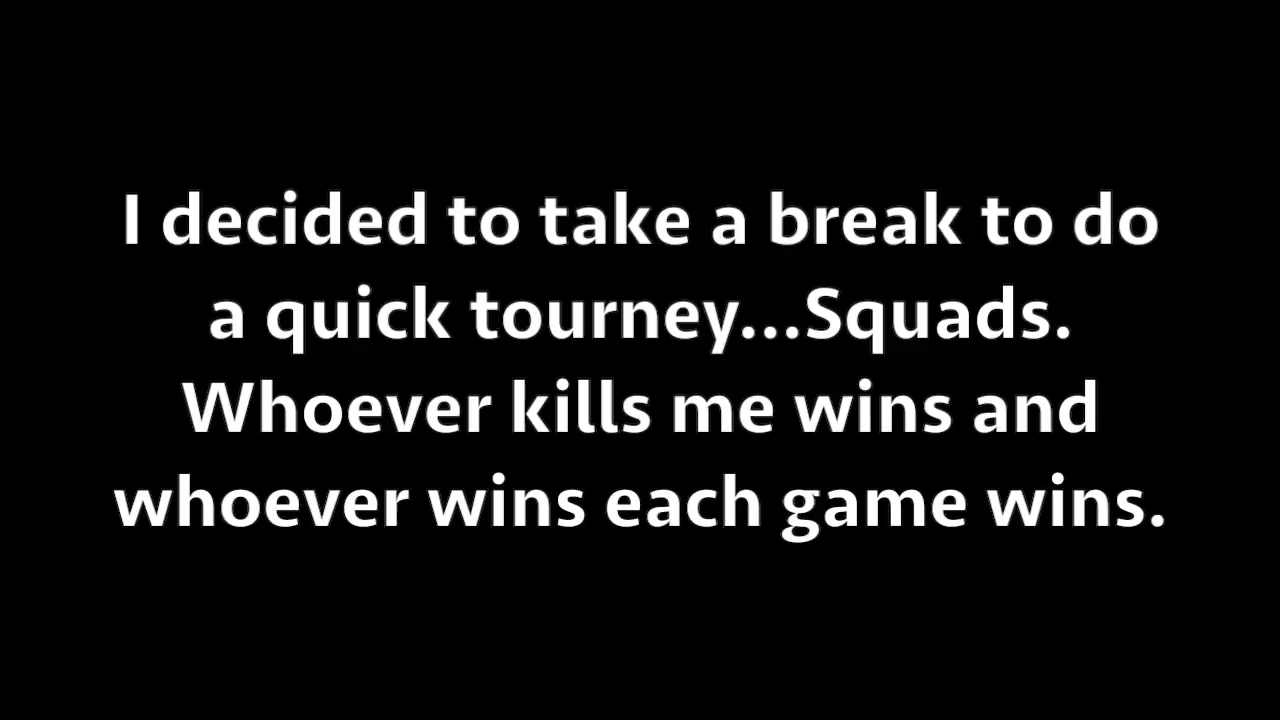 I decided to take a break to do
a quick tourney...Squads.
Whoever kills me wins and
whoever wins each game wins.